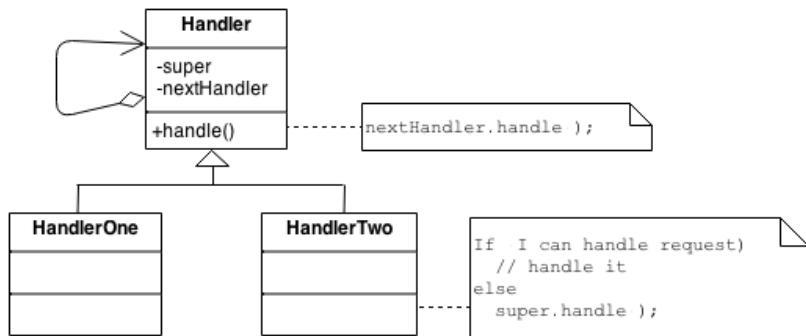 Handler
-super
-nextHandler
+handle()
nextHandler.handle );
HandlerOne
HandlerTwo
If I can handle request)
// handle it
else
super.handle );